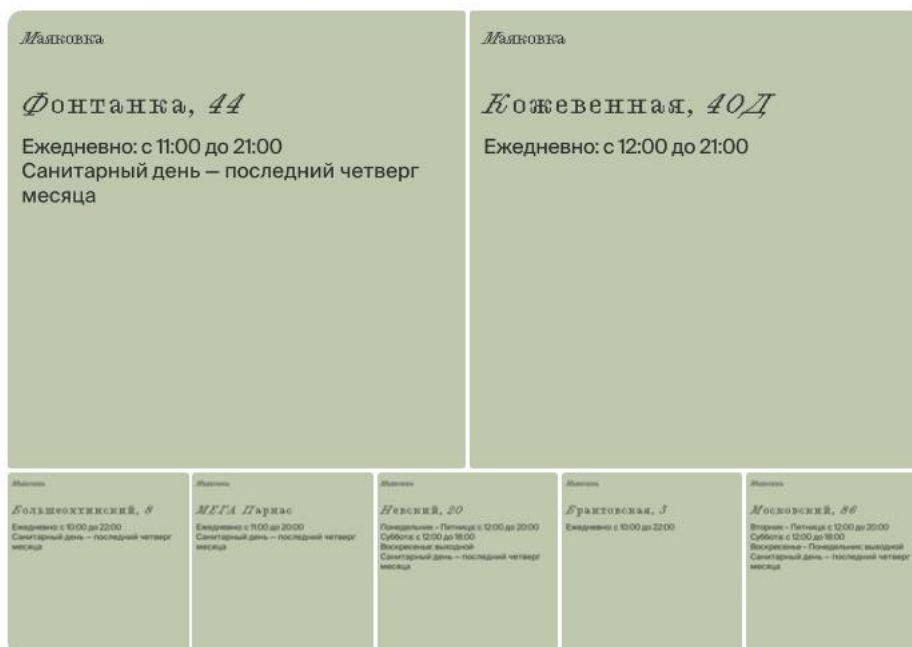 Маяковка
Фонтанка, 44
Ежедневно: с 11:00 до 21:00
Санитарный день — последний четверг
месяца
Маяковка
Кожевенная, 40Д
Ежедневно: с 12:00 до 21:00
Маяковка
Большеохтинский, 8
Ежедневно: с 10:00 до 22:00
Санитарный день — последний четверг
месяца
Маяковка
МЕГА Парнас
Ежедневно: с 11:00 до 20:00
Санитарный день — последний четверг
месяца
Маяковка
Невский, 20
Понедельник - Пятница: с 12:00 до 20:00
Суббота: с 12:00 до 18:00
Воскресенье: выходной
Санитарный день — последний четверг
месяца
Маяковка
Брантовская, 3
Ежедневно: с 10:00 до 22:00
Маяковка
Московский, 86
Вторник - Пятница: с 12:00 до 20:00
Суббота: с 12:00 до 18:00
Воскресенье - Понедельник: выходной
Санитарный день — последний четверг
месяца